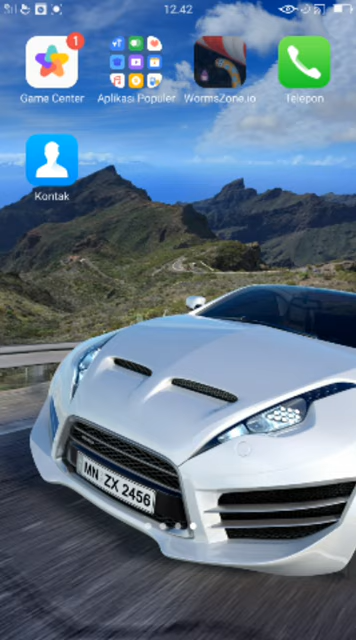 12.42
1
Game Center
Aplikasi Populer
WormsZone.io
Telepon
Kontak
MN ZX 2456